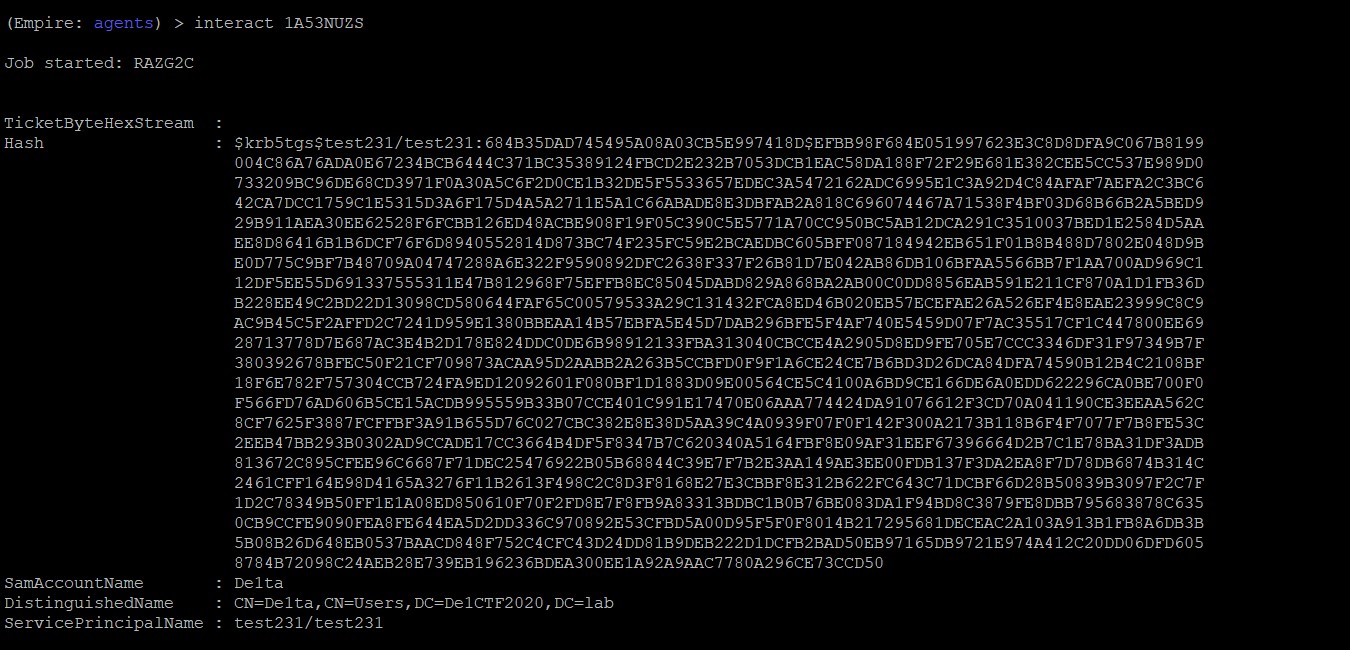 (Empire: agents) > interact 1A53NUZS
Job started: RAZG2C
TicketByteHexStream  :
Hash                 : $krb5tgs$test231/test231:684B35DAD745495A08A03CB5E997418D$EFBB98F684E051997623E3C8D8DFA9C067B8199
004C86A76ADA0E67234BCB6444C371BC35389124FBCD2E232B7053DCB1EAC58DA188F72F29E681E382CEE5CC537E989D0
733209BC96DE68CD3971F0A30A5C6F2D0CE1B32DE5F5533657EDEC3A5472162ADC6995E1C3A92D4C84AFAF7AEFA2C3BC6
42CA7DCC1759C1E5315D3A6F175D4A5A2711E5A1C66ABADE8E3DBFAB2A818C696074467A71538F4BF03D68B66B2A5BED9
29B911AEA30EE62528F6FCBB126ED48ACBE908F19F05C390C5E5771A70CC950BC5AB12DCA291C3510037BED1E2584D5AA
EE8D86416B1B6DCF76F6D8940552814D873BC74F235FC59E2BCAEDBC605BFF087184942EB651F01B8B488D7802E048D9B
E0D775C9BF7B48709A04747288A6E322F9590892DFC2638F337F26B81D7E042AB86DB106BFAA5566BB7F1AA700AD969C1
12DF5EE55D691337555311E47B812968F75EFFB8EC85045DABD829A868BA2AB00C0DD8856EAB591E211CF870A1D1FB36D
B228EE49C2BD22D13098CD580644FAF65C00579533A29C131432FCA8ED46B020EB57ECEFAE26A526EF4E8EAE23999C8C9
AC9B45C5F2AFFD2C7241D959E1380BBEAA14B57EBFA5E45D7DAB296BFE5F4AF740E5459D07F7AC35517CF1C447800EE69
28713778D7E687AC3E4B2D178E824DDC0DE6B98912133FBA313040CBCCE4A2905D8ED9FE705E7CCC3346DF31F97349B7F
380392678BFEC50F21CF709873ACAA95D2AABB2A263B5CCBFD0F9F1A6CE24CE7B6BD3D26DCA84DFA74590B12B4C2108BF
18F6E782F757304CCB724FA9ED12092601F080BF1D1883D09E00564CE5C4100A6BD9CE166DE6A0EDD622296CA0BE700F0
F566FD76AD606B5CE15ACDB995559B33B07CCE401C991E17470E06AAA774424DA91076612F3CD70A041190CE3EEAA562C
8CF7625F3887FCFFBF3A91B655D76C027CBC382E8E38D5AA39C4A0939F07F0F142F300A2173B118B6F4F7077F7B8FE53C
2EEB47BB293B0302AD9CCADE17CC3664B4DF5F8347B7C620340A5164FBF8E09AF31EEF67396664D2B7C1E78BA31DF3ADB
813672C895CFEE96C6687F71DEC25476922B05B68844C39E7F7B2E3AA149AE3EE00FDB137F3DA2EA8F7D78DB6874B314C
2461CFF164E98D4165A3276F11B2613F498C2C8D3F8168E27E3CBBF8E312B622FC643C71DCBF66D28B50839B3097F2C7F
1D2C78349B50FF1E1A08ED850610F70F2FD8E7F8FB9A83313BDBC1B0B76BE083DA1F94BD8C3879FE8DBB795683878C635
0CB9CCFE9090FEA8FE644EA5D2DD336C970892E53CFBD5A00D95F5F0F8014B217295681DECEAC2A103A913B1FB8A6DB3B
5B08B26D648EB0537BAACD848F752C4CFC43D24DD81B9DEB222D1DCFB2BAD50EB97165DB9721E974A412C20DD06DFD605
8784B72098C24AEB28E739EB196236BDEA300EE1A92A9AAC7780A296CE73CCD50
SamAccountName       : De1ta
DistinguishedName    : CN=De1ta,CN=Users,DC=De1CTF2020,DC=lab
ServicePrincipalName : test231/test231